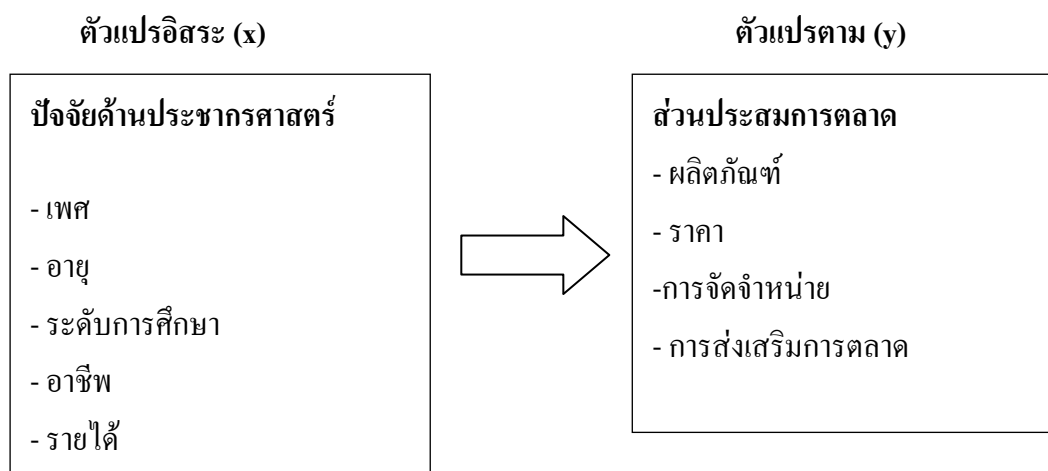 ตัวแปรอิสระ (x)
ปัจจัยด้านประชากรศาสตร์
- เพศ
- อายุ
- ระดับการศึกษา
- อาชีพ
- รายได้
ตัวแปรตาม (y)
ส่วนประสมการตลาด
- ผลิตภัณฑ์
- ราคา
-การจัดจำหน่าย
- การส่งเสริมการตลาด